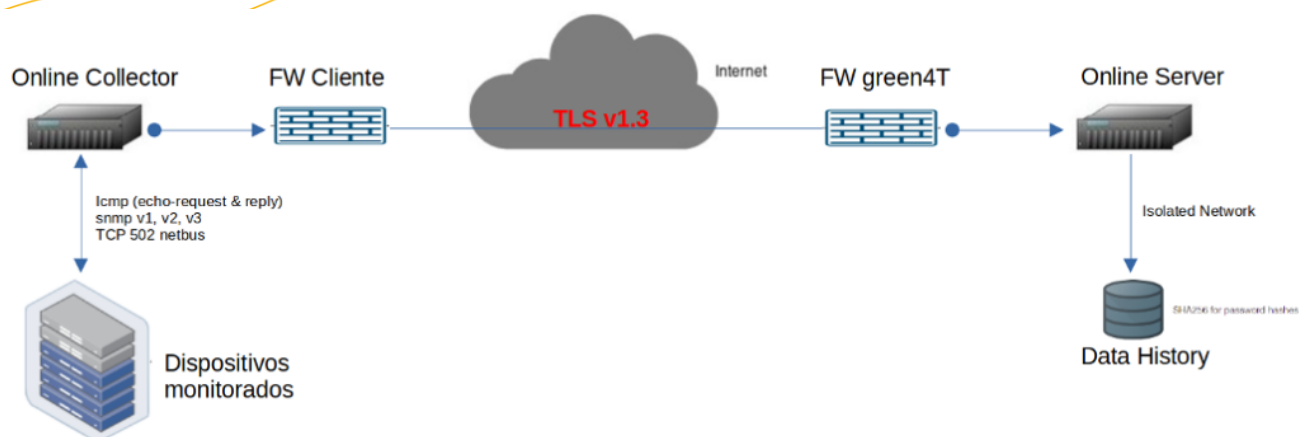 Online Collector
FW Cliente
Internet
FW green4T
Online Server
TLS v1.3
Icmp (echo-request & reply)
snmp v1, v2, v3
TCP 502 netbus
Isolated Network
SHA256 for password hashes
Data History
Dispositivos
monitorados